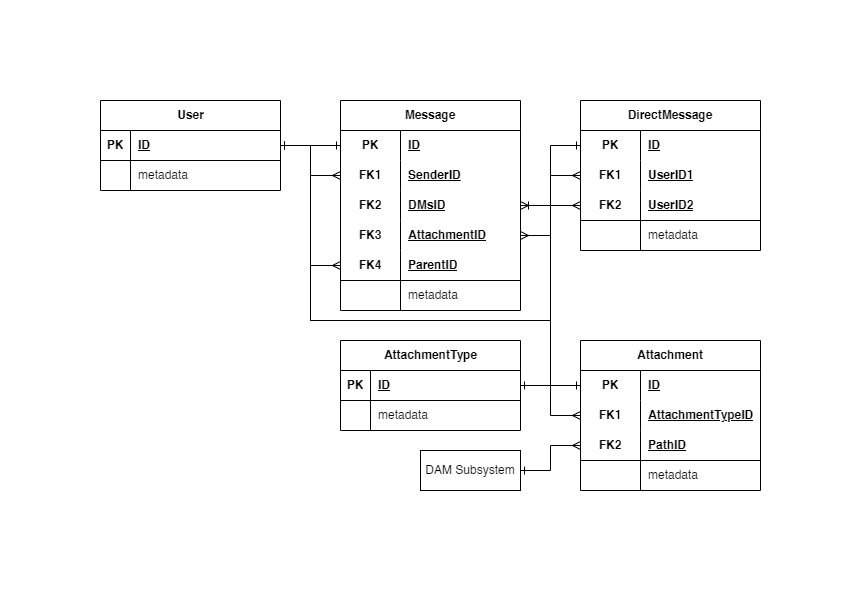 User
PK ID
metadata
Message
PK ID
FK1 SenderID
FK2 DMsID
FK3 AttachmentID
FK4 ParentID
metadata
DirectMessage
PK ID
FK1 UserID1
FK2 UserID2
metadata
AttachmentType
PK ID
metadata
DAM Subsystem
Attachment
PK ID
FK1 AttachmentTypeID
FK2 PathID
metadata